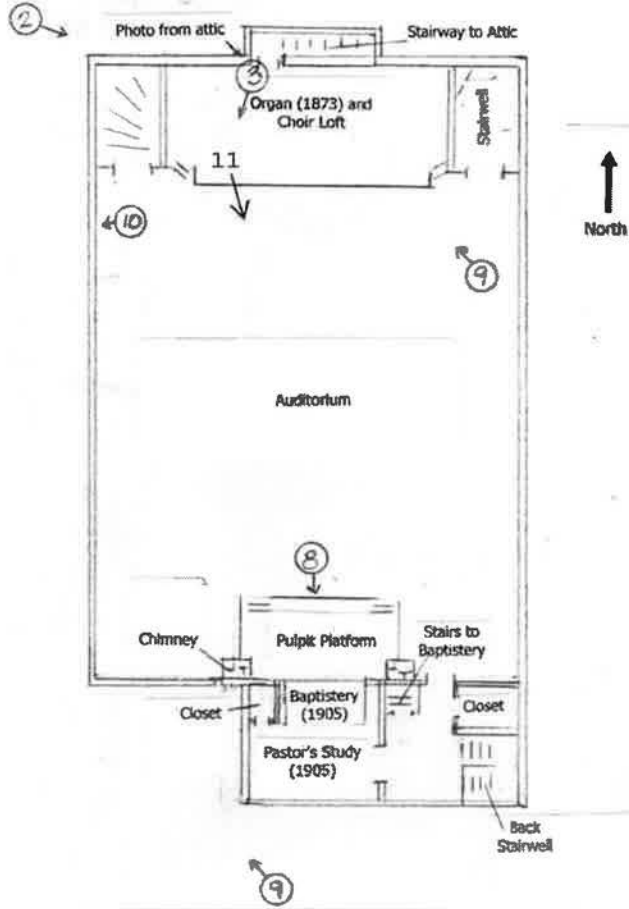 2
Photo from attic
Stairway to Attic
3
Organ (1873) and
Choir Loft
Stairwell
11
10
9
North
Auditorium
8
Chimney
Pulpit Platform
Stairs to
Baptistery
Closet
Baptistery
(1905)
Closet
Pastor's Study
(1905)
Back
Stairwell
9